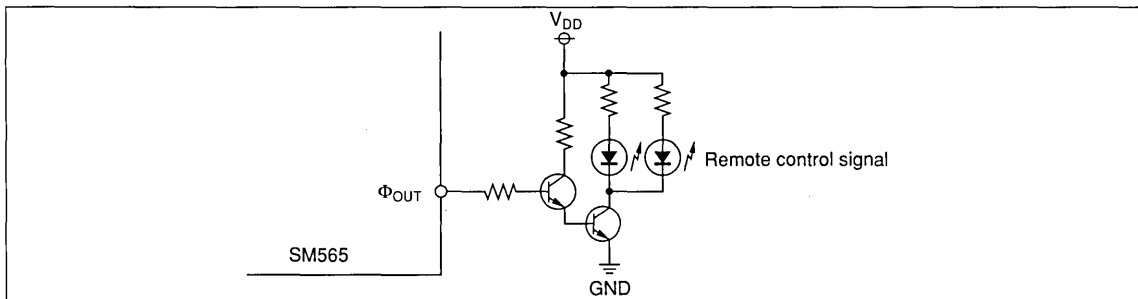 V_DD
Remote control signal
Φ_OUT
SM565
GND